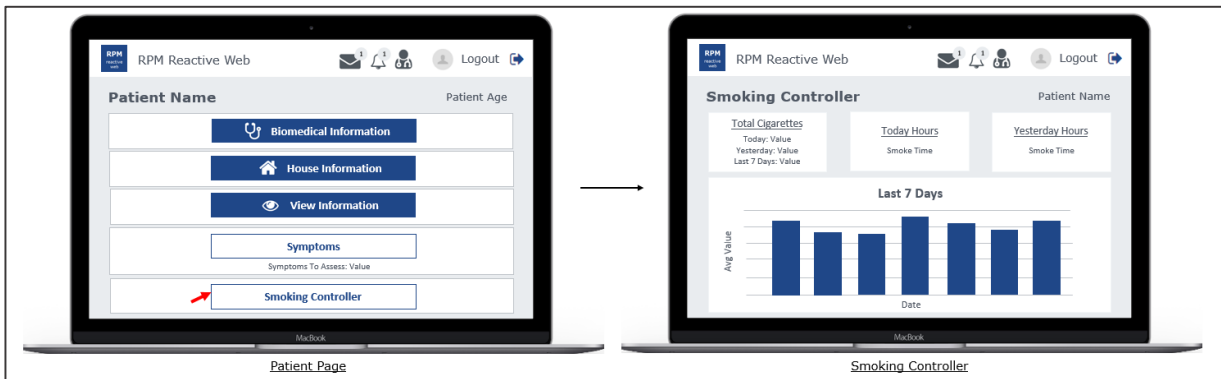 RPM
reactive
web
RPM Reactive Web
1
1
Logout
Patient Name
Patient Age
Biomedical Information
House Information
View Information
Symptoms
Symptoms To Assess: Value
Smoking Controller
MacBook
Patient Page
RPM
reactive
web
RPM Reactive Web
1
1
Logout
Smoking Controller
Patient Name
Total Cigarettes
Today: Value
Yesterday: Value
Last 7 Days: Value
Today Hours
Smoke Time
Yesterday Hours
Smoke Time
Last 7 Days
Avg Value
Date
MacBook
Smoking Controller